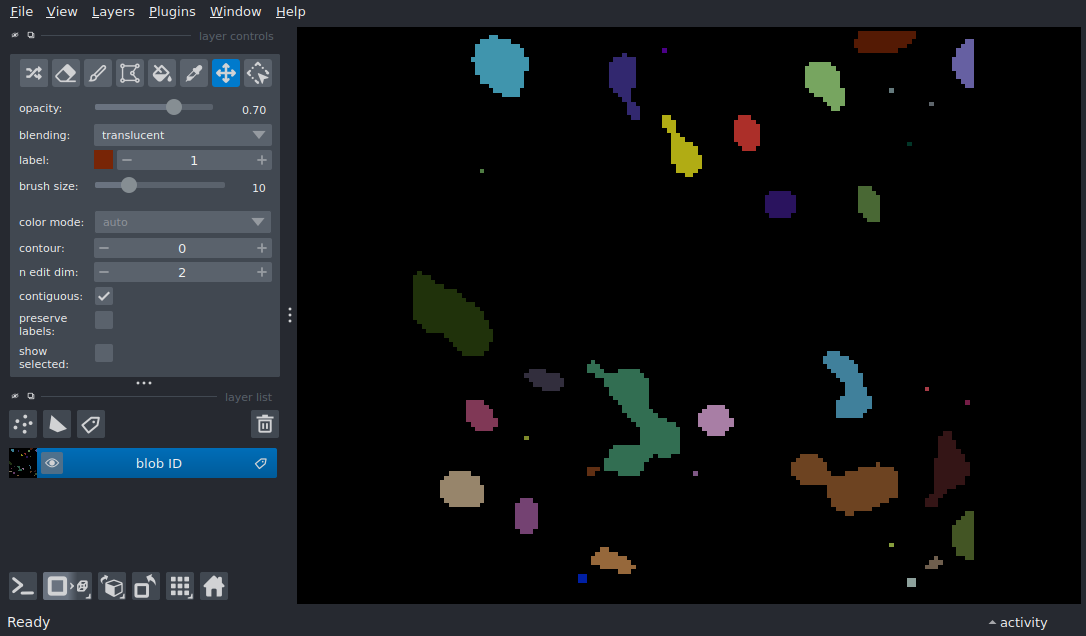 File View Layers Plugins Window Help
layer controls
opacity: 0.70
blending: translucent
label: 1
brush size: 10
color mode: auto
contour: 0
n edit dim: 2
contiguous:
preserve
labels:
show
selected:
layer list
blob ID
Ready
activity